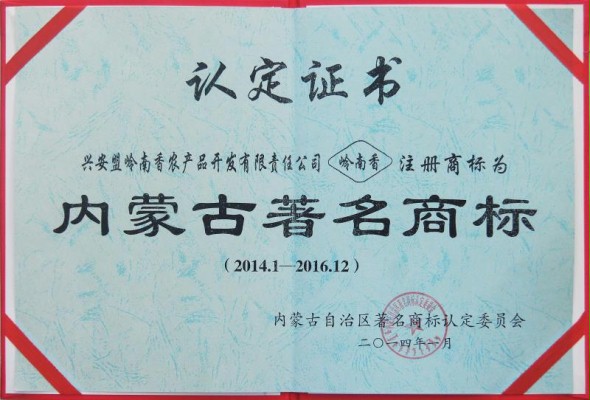 认定证书
兴安盟岭南香农产品开发有限责任公司 岭南香 注册商标为
内蒙古著名商标
（2014.1—2016.12）
内蒙古自治区著名商标认定委员会
二〇一四年一月